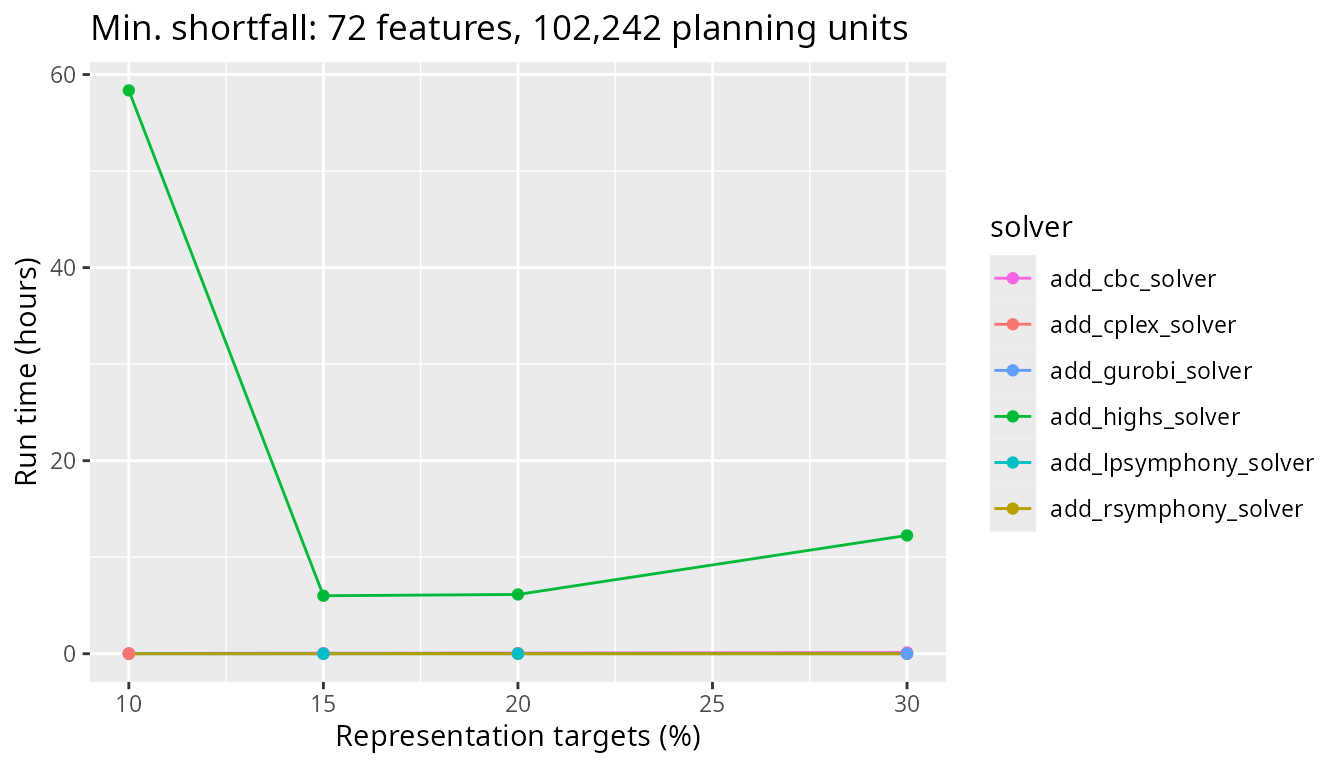 Min. shortfall: 72 features, 102,242 planning units
Run time (hours)
60
40
20
0
10 15 20 25 30
Representation targets (%)
solver
add_cbc_solver
add_cplex_solver
add_gurobi_solver
add_highs_solver
add_lpsymphony_solver
add_rsymphony_solver